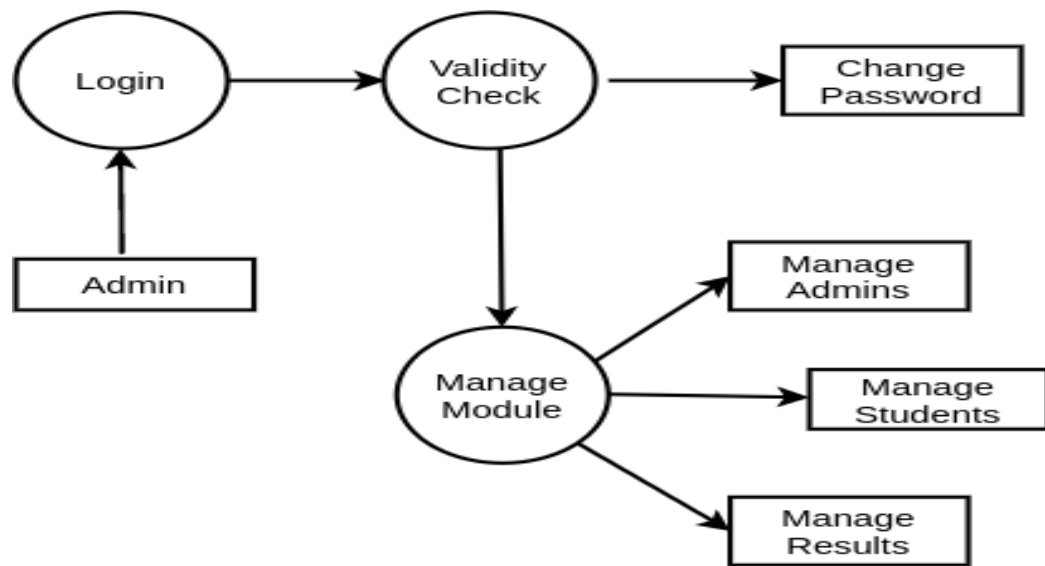 Login
Validity
Check
Change
Password
Admin
Manage
Admins
Manage
Module
Manage
Students
Manage
Results